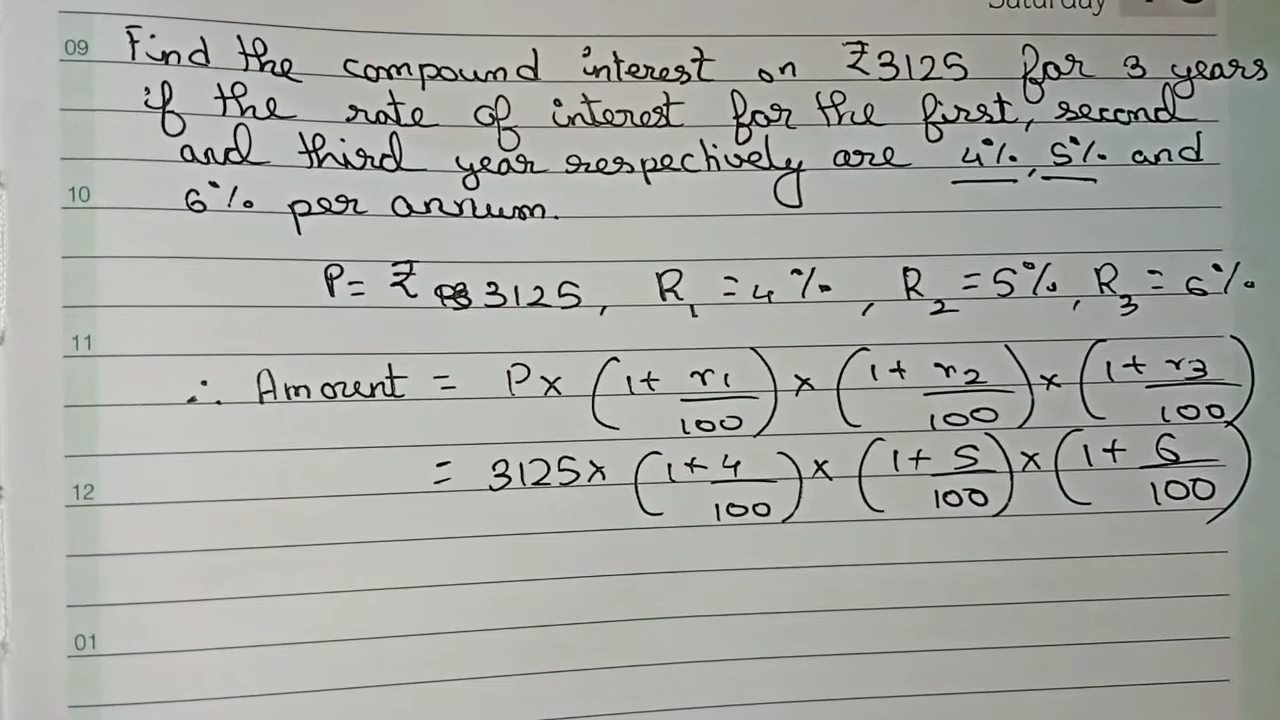 Saturday
09 Find the compound interest on ₹3125 for 3 years
if the rate of interest for the first, second
and third year respectively are 4%, 5% and
10 6% per annum.
P= ₹ 3125, R1 = 4%, R2 = 5%, R3 = 6%.
11
∴ Amount = P× (1+ r1/100) × (1+ r2/100) × (1+ r3/100)
12 = 3125× (1+ 4/100) × (1+ 5/100) × (1+ 6/100)
01